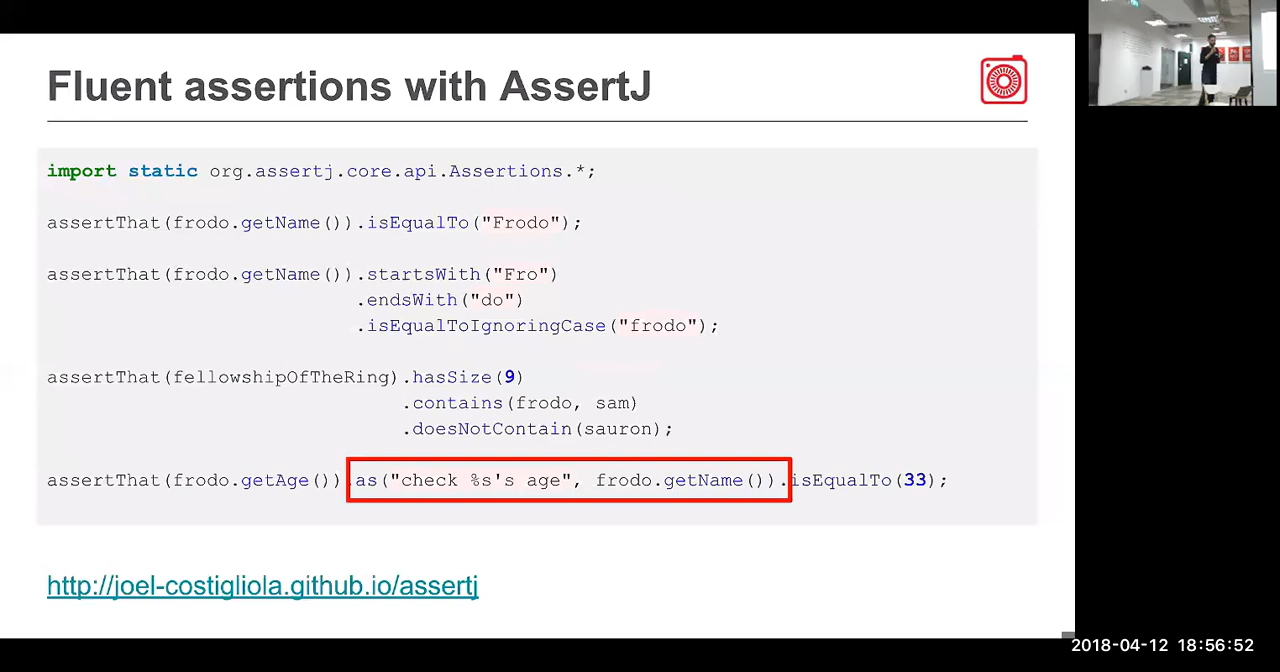 Fluent assertions with AssertJ
import static org.assertj.core.api.Assertions.*;
assertThat(frodo.getName()).isEqualTo("Frodo");
assertThat(frodo.getName()).startsWith("Fro")
.endsWith("do")
.isEqualToIgnoringCase("frodo");
assertThat(fellowshipOfTheRing).hasSize(9)
.contains(frodo, sam)
.doesNotContain(sauron);
assertThat(frodo.getAge()).as("check %s's age", frodo.getName()).isEqualTo(33);
http://joel-costigliola.github.io/assertj
2018-04-12 18:56:52